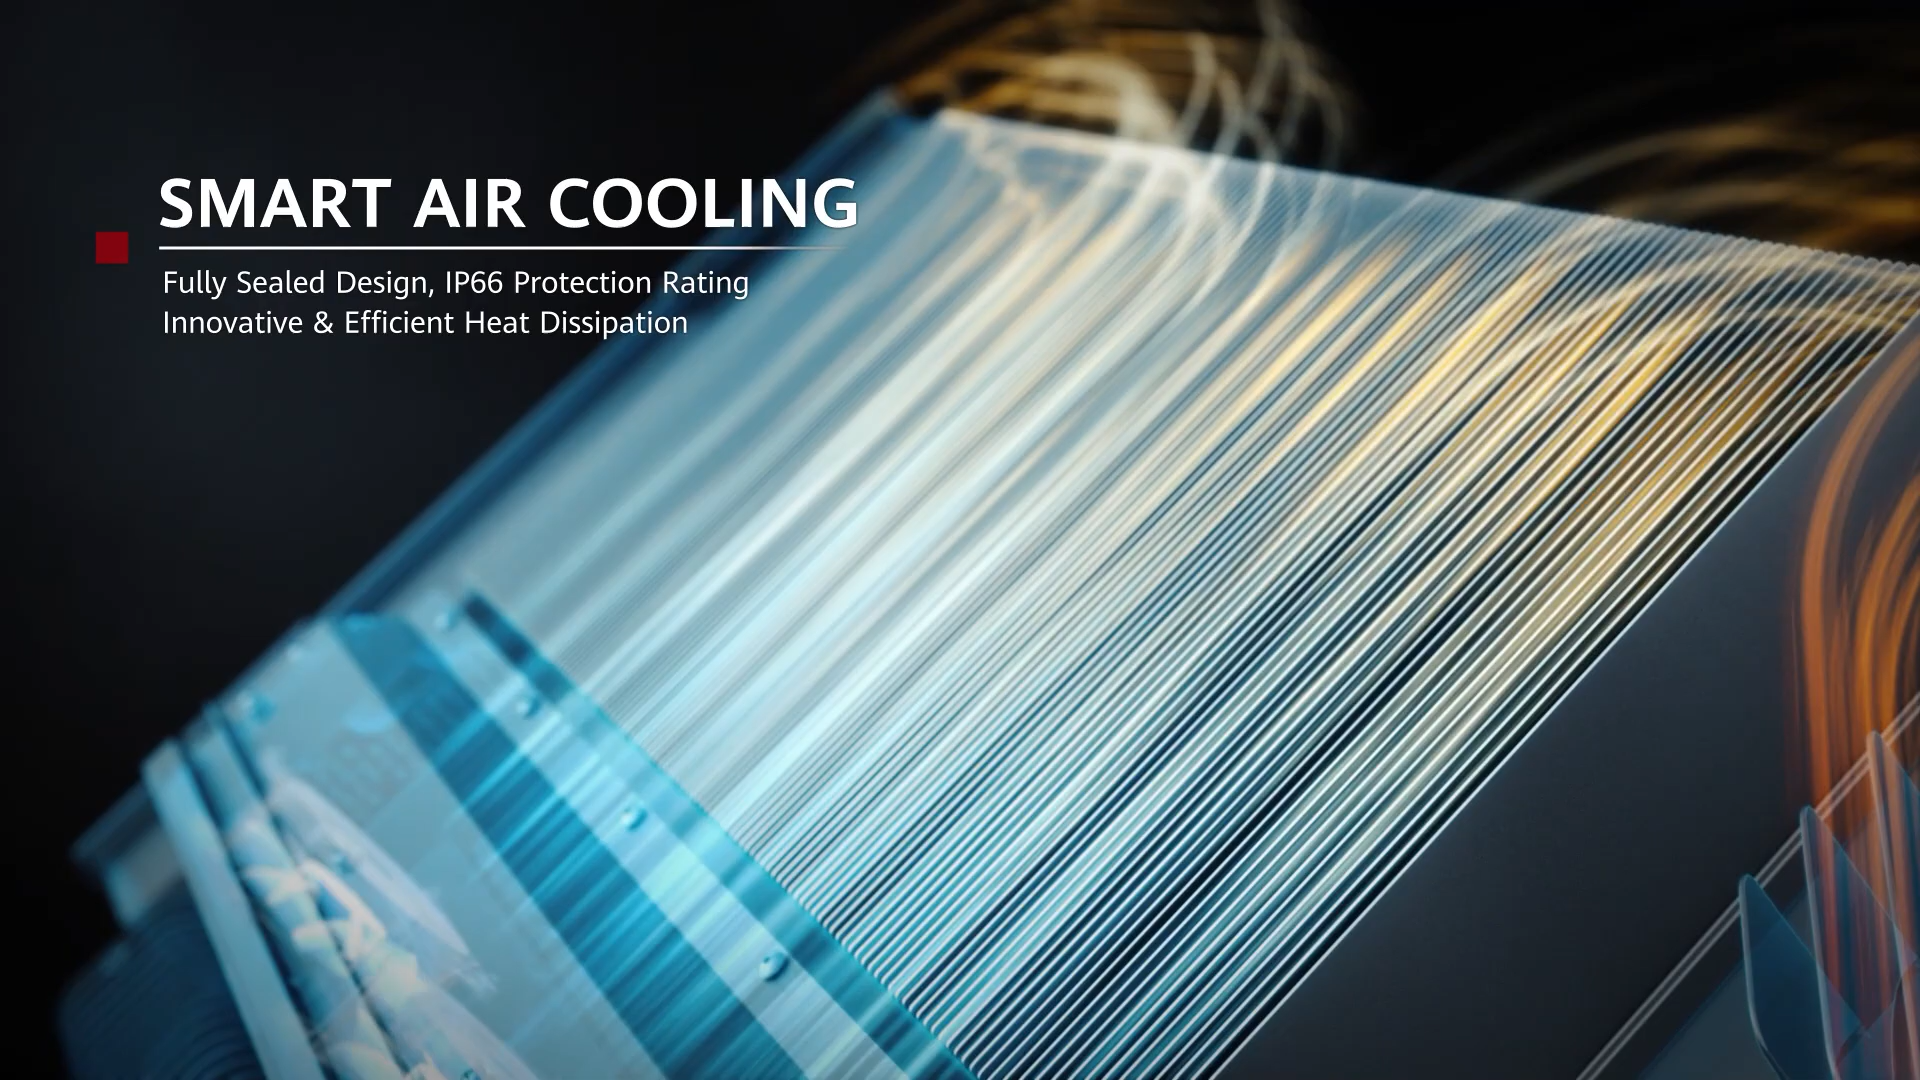 SMART AIR COOLING
Fully Sealed Design, IP66 Protection Rating
Innovative & Efficient Heat Dissipation